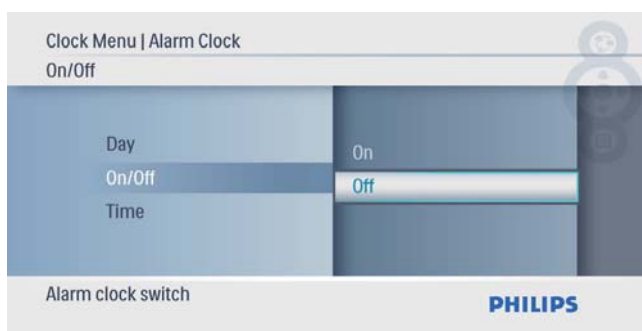 Clock Menu | Alarm Clock
On/Off
Day
On/Off
Time
On
Off
Alarm clock switch
PHILIPS